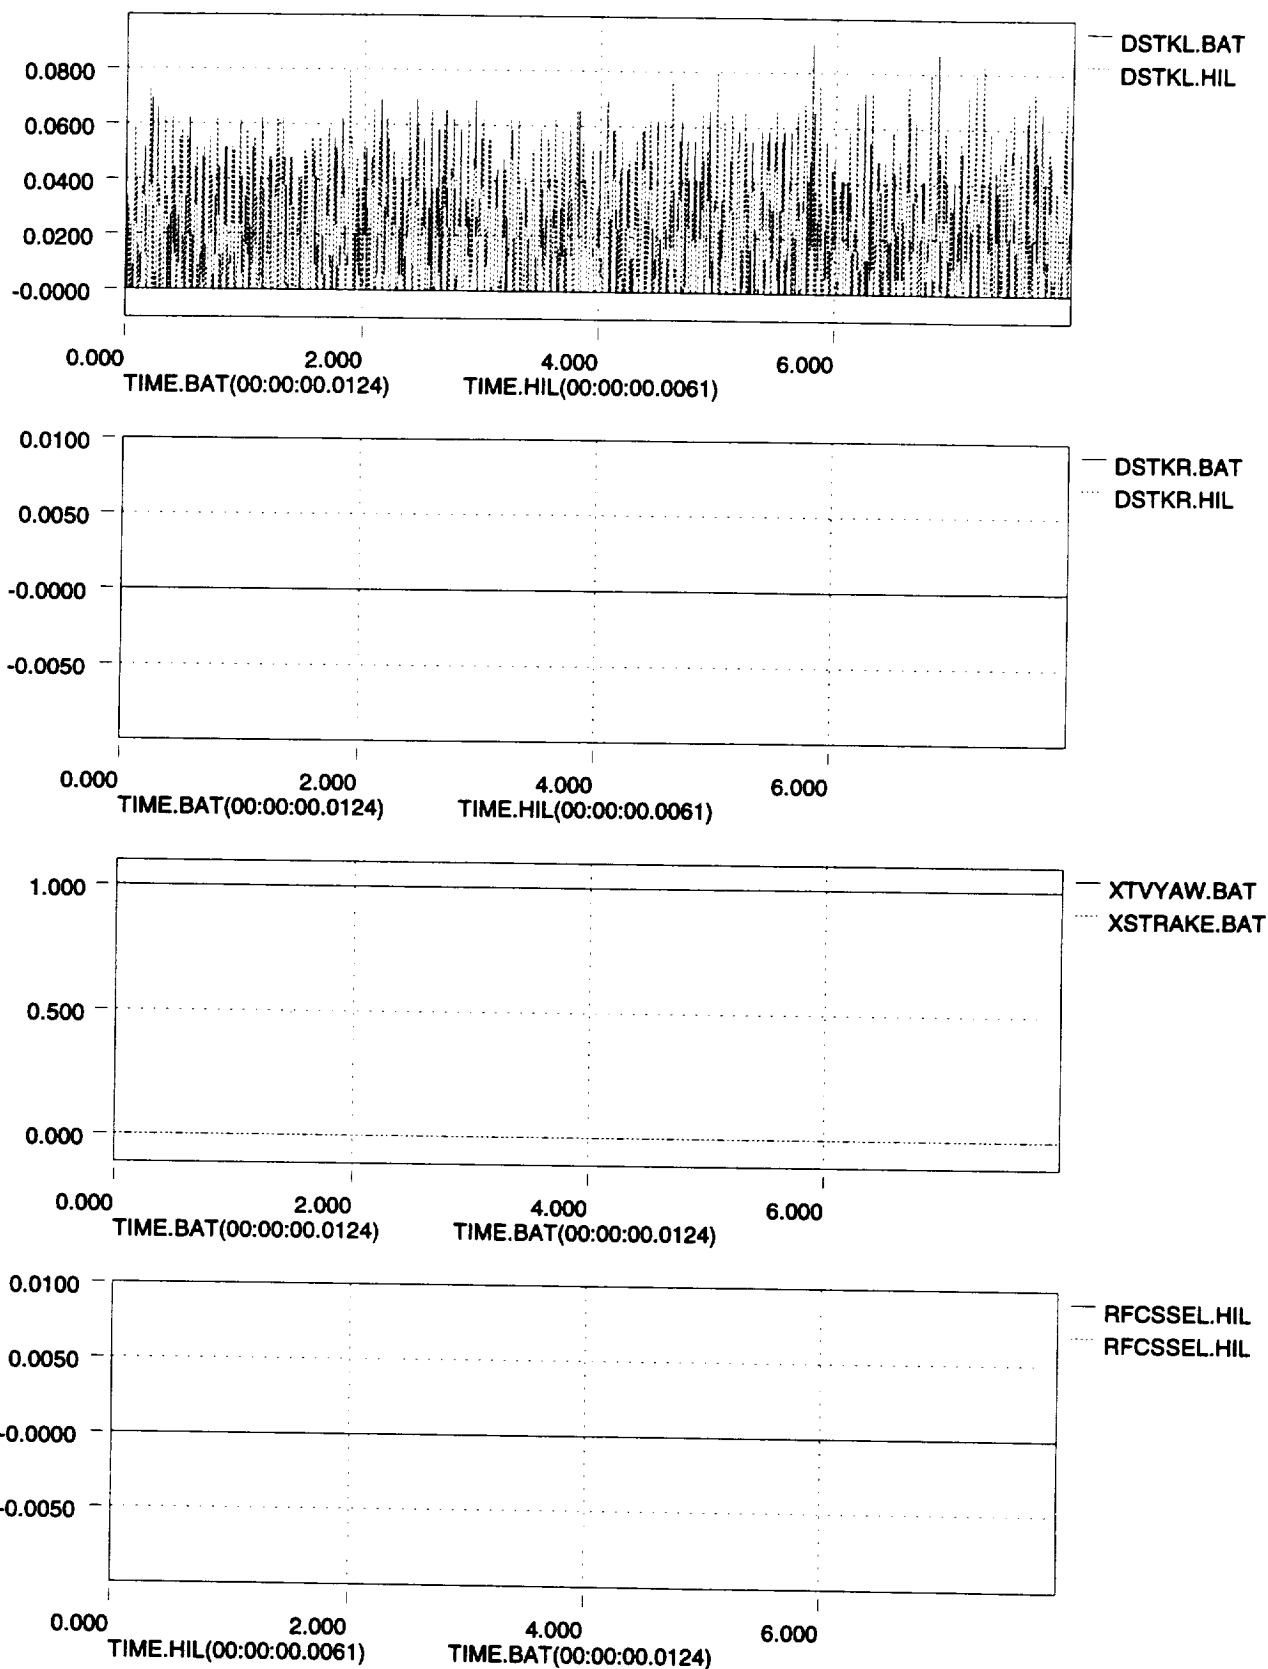 DSTKL.BAT
DSTKL.HIL
0.0800
0.0600
0.0400
0.0200
-0.0000
0.000 2.000 4.000 6.000
TIME.BAT(00:00:00.0124) TIME.HIL(00:00:00.0061)
0.0100
DSTKR.BAT
DSTKR.HIL
0.0050
-0.0000
-0.0050
0.000 2.000 4.000 6.000
TIME.BAT(00:00:00.0124) TIME.HIL(00:00:00.0061)
1.000
XTVYAW.BAT
XSTRAKE.BAT
0.500
0.000
0.000 2.000 4.000 6.000
TIME.BAT(00:00:00.0124) TIME.BAT(00:00:00.0124)
0.0100
RFCSSEL.HIL
RFCSSEL.HIL
0.0050
-0.0000
-0.0050
0.000 2.000 4.000 6.000
TIME.HIL(00:00:00.0061) TIME.BAT(00:00:00.0124)